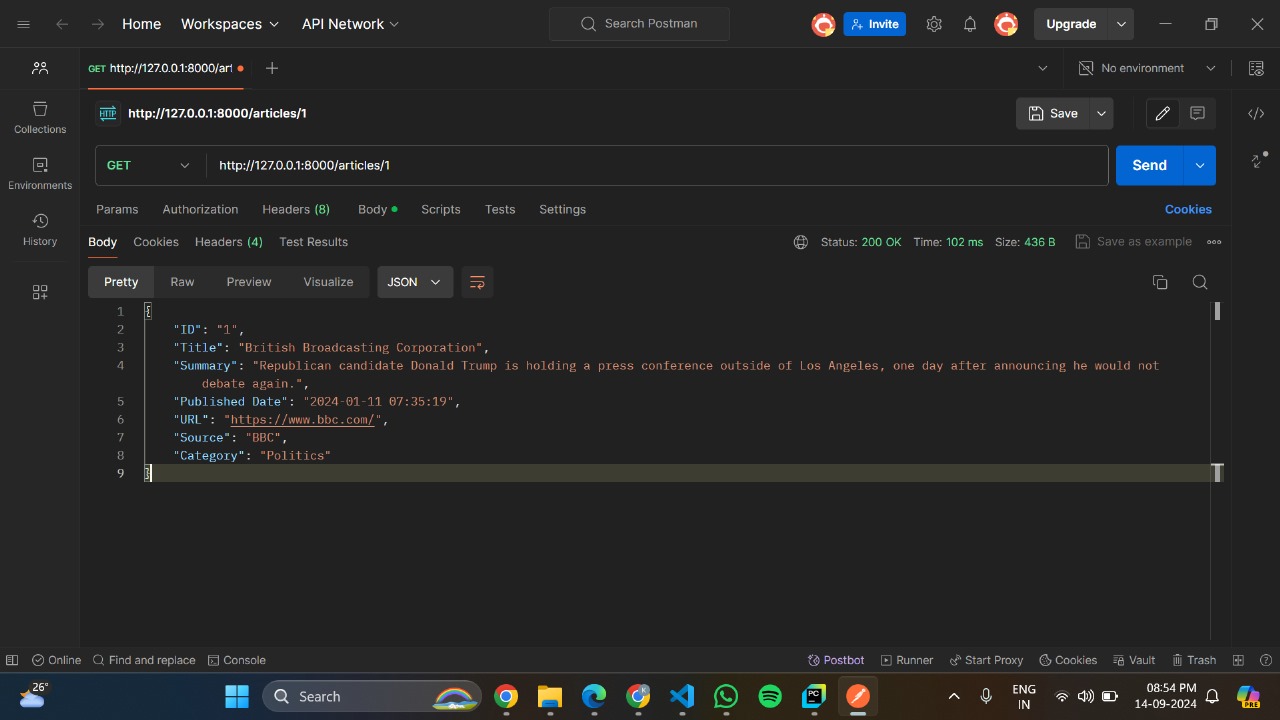 Home Workspaces API Network Search Postman Invite Upgrade
GET http://127.0.0.1:8000/art No environment
HTTP http://127.0.0.1:8000/articles/1 Save
GET http://127.0.0.1:8000/articles/1 Send
Params Authorization Headers (8) Body Scripts Tests Settings Cookies
Collections
Environments
History
Body Cookies Headers (4) Test Results Status: 200 OK Time: 102 ms Size: 436 B Save as example
Pretty Raw Preview Visualize JSON
1 {
2 "ID": "1",
3 "Title": "British Broadcasting Corporation",
4 "Summary": "Republican candidate Donald Trump is holding a press conference outside of Los Angeles, one day after announcing he would not
debate again.",
5 "Published Date": "2024-01-11 07:35:19",
6 "URL": "https://www.bbc.com/",
7 "Source": "BBC",
8 "Category": "Politics"
9 }
Online Find and replace Console Postbot Runner Start Proxy Cookies Vault Trash
26° Search ENG 08:54 PM
IN 14-09-2024
PC
PRE